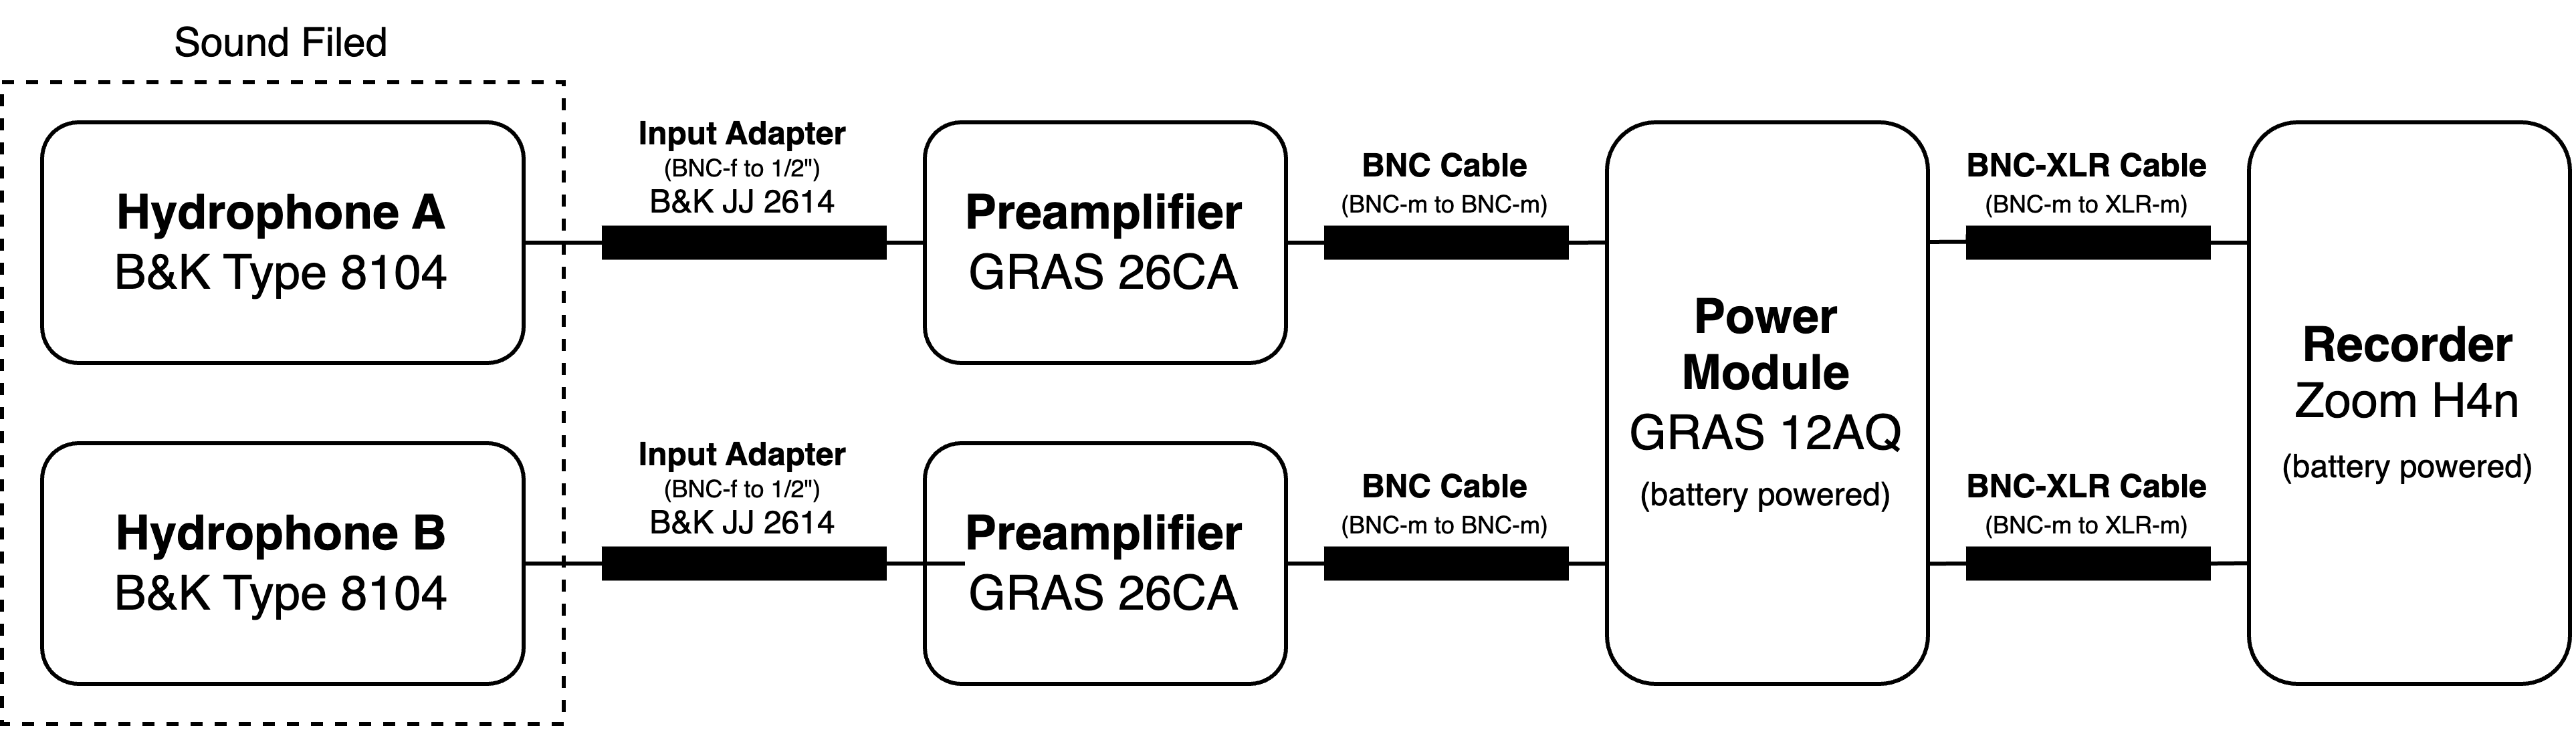 Sound Filed
Hydrophone A
B&K Type 8104
Input Adapter
(BNC-f to 1/2")
B&K JJ 2614
Preamplifier
GRAS 26CA
BNC Cable
(BNC-m to BNC-m)
Hydrophone B
B&K Type 8104
Input Adapter
(BNC-f to 1/2")
B&K JJ 2614
Preamplifier
GRAS 26CA
BNC Cable
(BNC-m to BNC-m)
Power
Module
GRAS 12AQ
(battery powered)
BNC-XLR Cable
(BNC-m to XLR-m)
BNC-XLR Cable
(BNC-m to XLR-m)
Recorder
Zoom H4n
(battery powered)